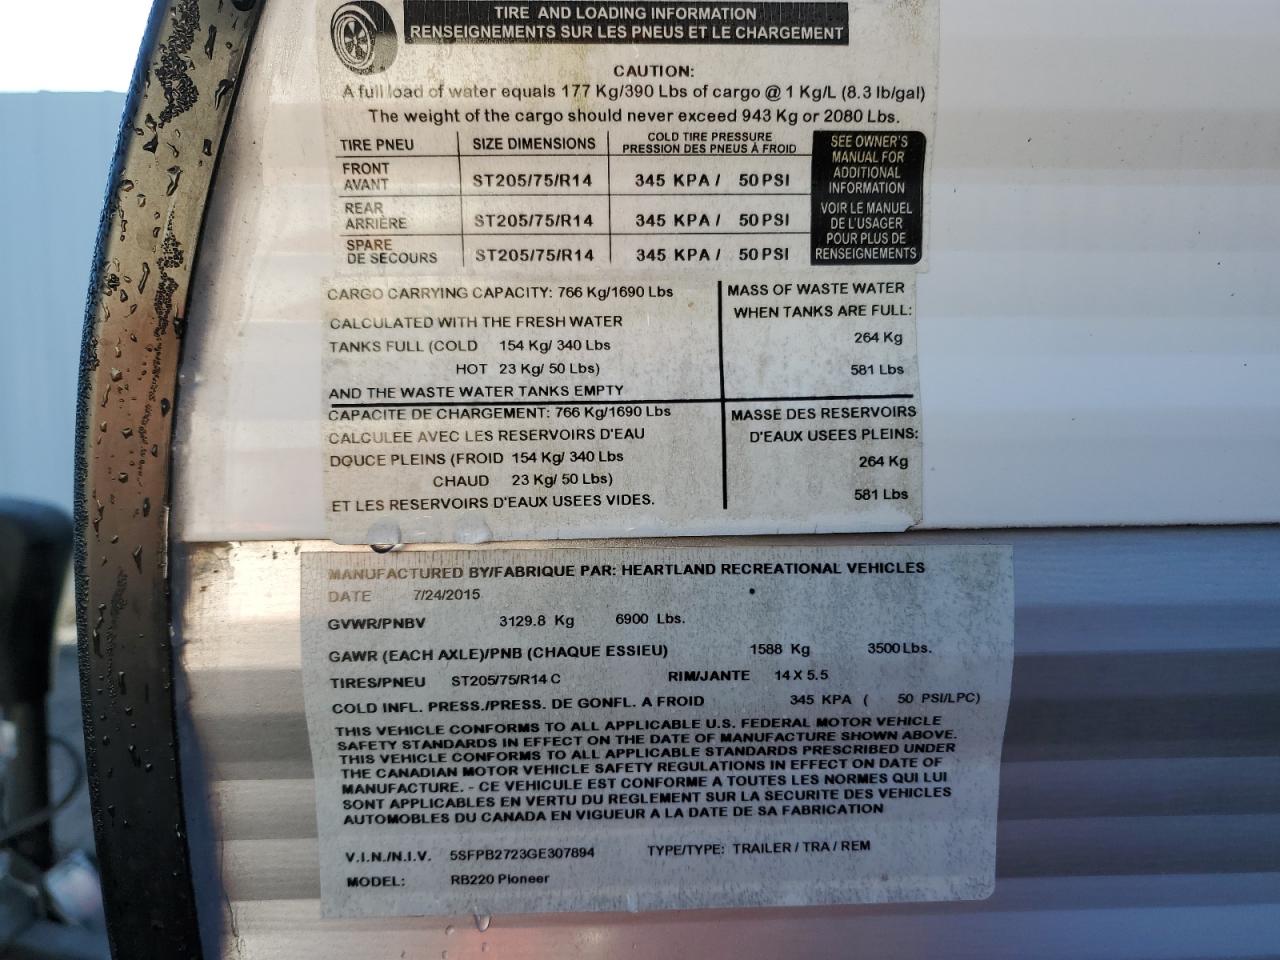 TIRE AND LOADING INFORMATION
RENSEIGNEMENTS SUR LES PNEUS ET LE CHARGEMENT
CAUTION:
A full load of water equals 177 Kg/390 Lbs of cargo @ 1 Kg/L (8.3 lb/gal)
The weight of the cargo should never exceed 943 Kg or 2080 Lbs.
TIRE PNEU SIZE DIMENSIONS COLD TIRE PRESSURE
PRESSION DES PNEUS À FROID
FRONT
AVANT ST205/75/R14 345 KPA / 50 PSI
REAR
ARRIÈRE ST205/75/R14 345 KPA / 50 PSI
SPARE
DE SECOURS ST205/75/R14 345 KPA / 50 PSI
SEE OWNER'S
MANUAL FOR
ADDITIONAL
INFORMATION
VOIR LE MANUEL
DE L'USAGER
POUR PLUS DE
RENSEIGNEMENTS
CARGO CARRYING CAPACITY: 766 Kg/1690 Lbs
CALCULATED WITH THE FRESH WATER
TANKS FULL (COLD 154 Kg/ 340 Lbs
HOT 23 Kg/ 50 Lbs)
AND THE WASTE WATER TANKS EMPTY
MASS OF WASTE WATER
WHEN TANKS ARE FULL:
264 Kg
581 Lbs
CAPACITE DE CHARGEMENT: 766 Kg/1690 Lbs
CALCULEE AVEC LES RESERVOIRS D'EAU
DOUCE PLEINS (FROID 154 Kg/ 340 Lbs
CHAUD 23 Kg/ 50 Lbs)
ET LES RESERVOIRS D'EAUX USEES VIDES.
MASSE DES RESERVOIRS
D'EAUX USEES PLEINS:
264 Kg
581 Lbs
MANUFACTURED BY/FABRIQUE PAR: HEARTLAND RECREATIONAL VEHICLES
DATE 7/24/2015
GVWR/PNBV 3129.8 Kg 6900 Lbs.
GAWR (EACH AXLE)/PNB (CHAQUE ESSIEU) 1588 Kg 3500 Lbs.
TIRES/PNEU ST205/75/R14 C RIM/JANTE 14 X 5.5
COLD INFL. PRESS./PRESS. DE GONFL. A FROID 345 KPA ( 50 PSI/LPC)
THIS VEHICLE CONFORMS TO ALL APPLICABLE U.S. FEDERAL MOTOR VEHICLE
SAFETY STANDARDS IN EFFECT ON THE DATE OF MANUFACTURE SHOWN ABOVE.
THIS VEHICLE CONFORMS TO ALL APPLICABLE STANDARDS PRESCRIBED UNDER
THE CANADIAN MOTOR VEHICLE SAFETY REGULATIONS IN EFFECT ON DATE OF
MANUFACTURE. - CE VEHICULE EST CONFORME A TOUTES LES NORMES QUI LUI
SONT APPLICABLES EN VERTU DU REGLEMENT SUR LA SECURITE DES VEHICLES
AUTOMOBLES DU CANADA EN VIGUEUR A LA DATE DE SA FABRICATION
V.I.N./N.I.V. 5SFPB2723GE307894 TYPE/TYPE: TRAILER / TRA / REM
MODEL: RB220 Pioneer